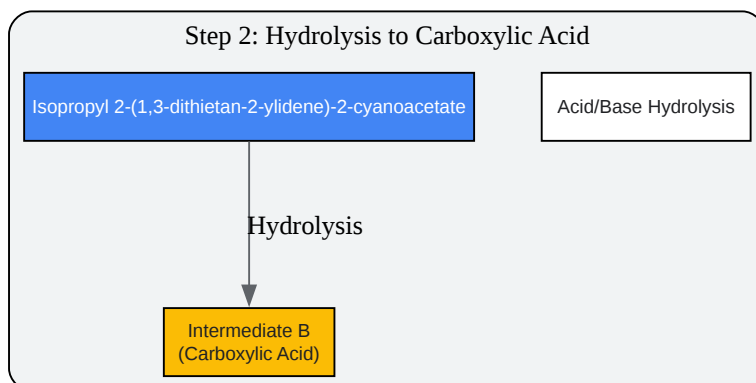 Step 2: Hydrolysis to Carboxylic Acid
Isopropyl 2-(1,3-dithietan-2-ylidene)-2-cyanoacetate
Acid/Base Hydrolysis
Hydrolysis
Intermediate B
(Carboxylic Acid)